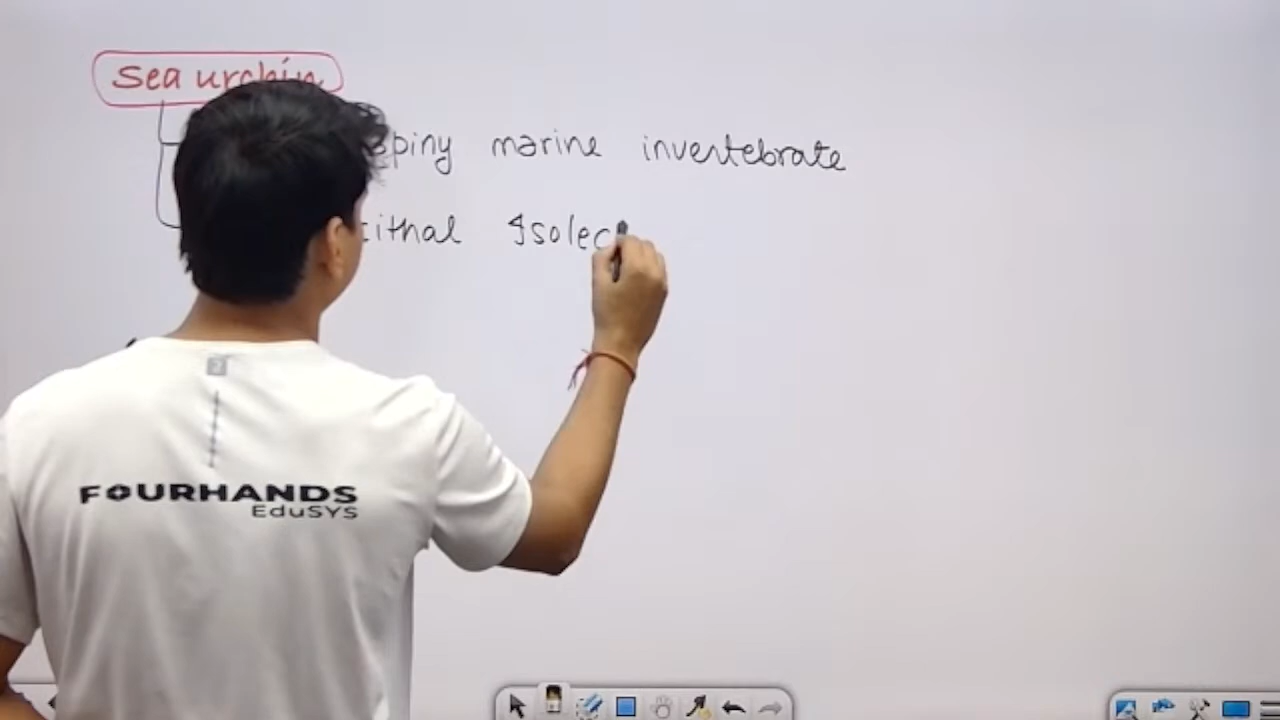 Sea urchin
spiny marine invertebrate
cithal Isolec
FOURHANDS
EduSYS